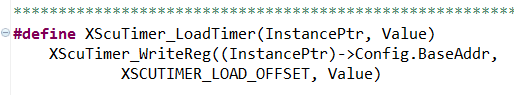 ************************************************************
#define XScuTimer_LoadTimer(InstancePtr, Value)
XScuTimer_WriteReg((InstancePtr)->Config.BaseAddr,
XSCUTIMER_LOAD_OFFSET, Value)